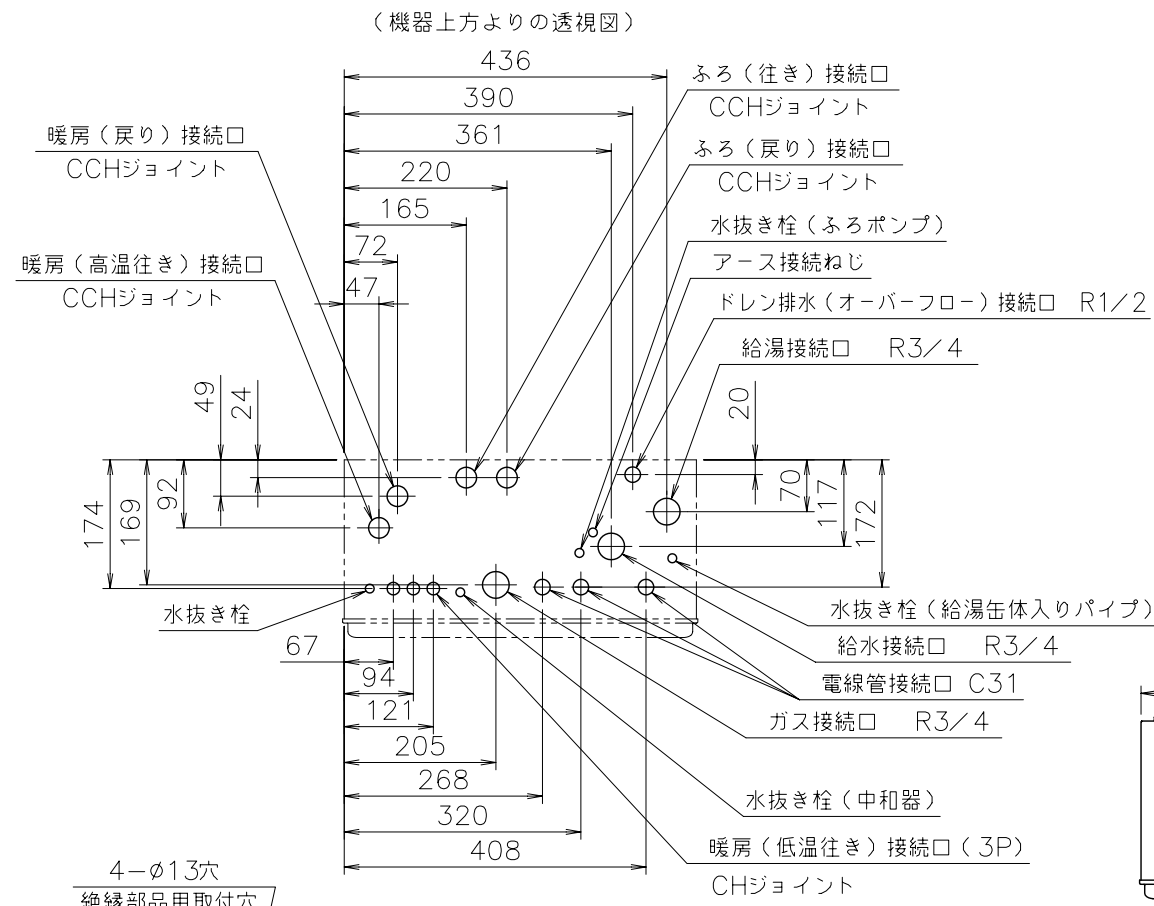 (機器上方よりの透視図)
436
ふろ(往き)接続口
CCHジョイント
390
暖房(戻り)接続口
CCHジョイント
361
ふろ(戻り)接続口
CCHジョイント
220
165
水抜き栓(ふろポンプ)
72
アース接続ねじ
暖房(高温往き)接続口
CCHジョイント
47
ドレン排水(オーバーフロー)接続口 R1/2
給湯接続口 R3/4
49
24
20
174
169
92
70
117
172
水抜き栓
水抜き栓(給湯缶体入りパイプ)
67
給水接続口 R3/4
94
電線管接続口 C31
121
ガス接続口 R3/4
205
268
水抜き栓(中和器)
320
暖房(低温往き)接続口(3P)
CHジョイント
408
4-φ13穴
絶縁部品用取付穴